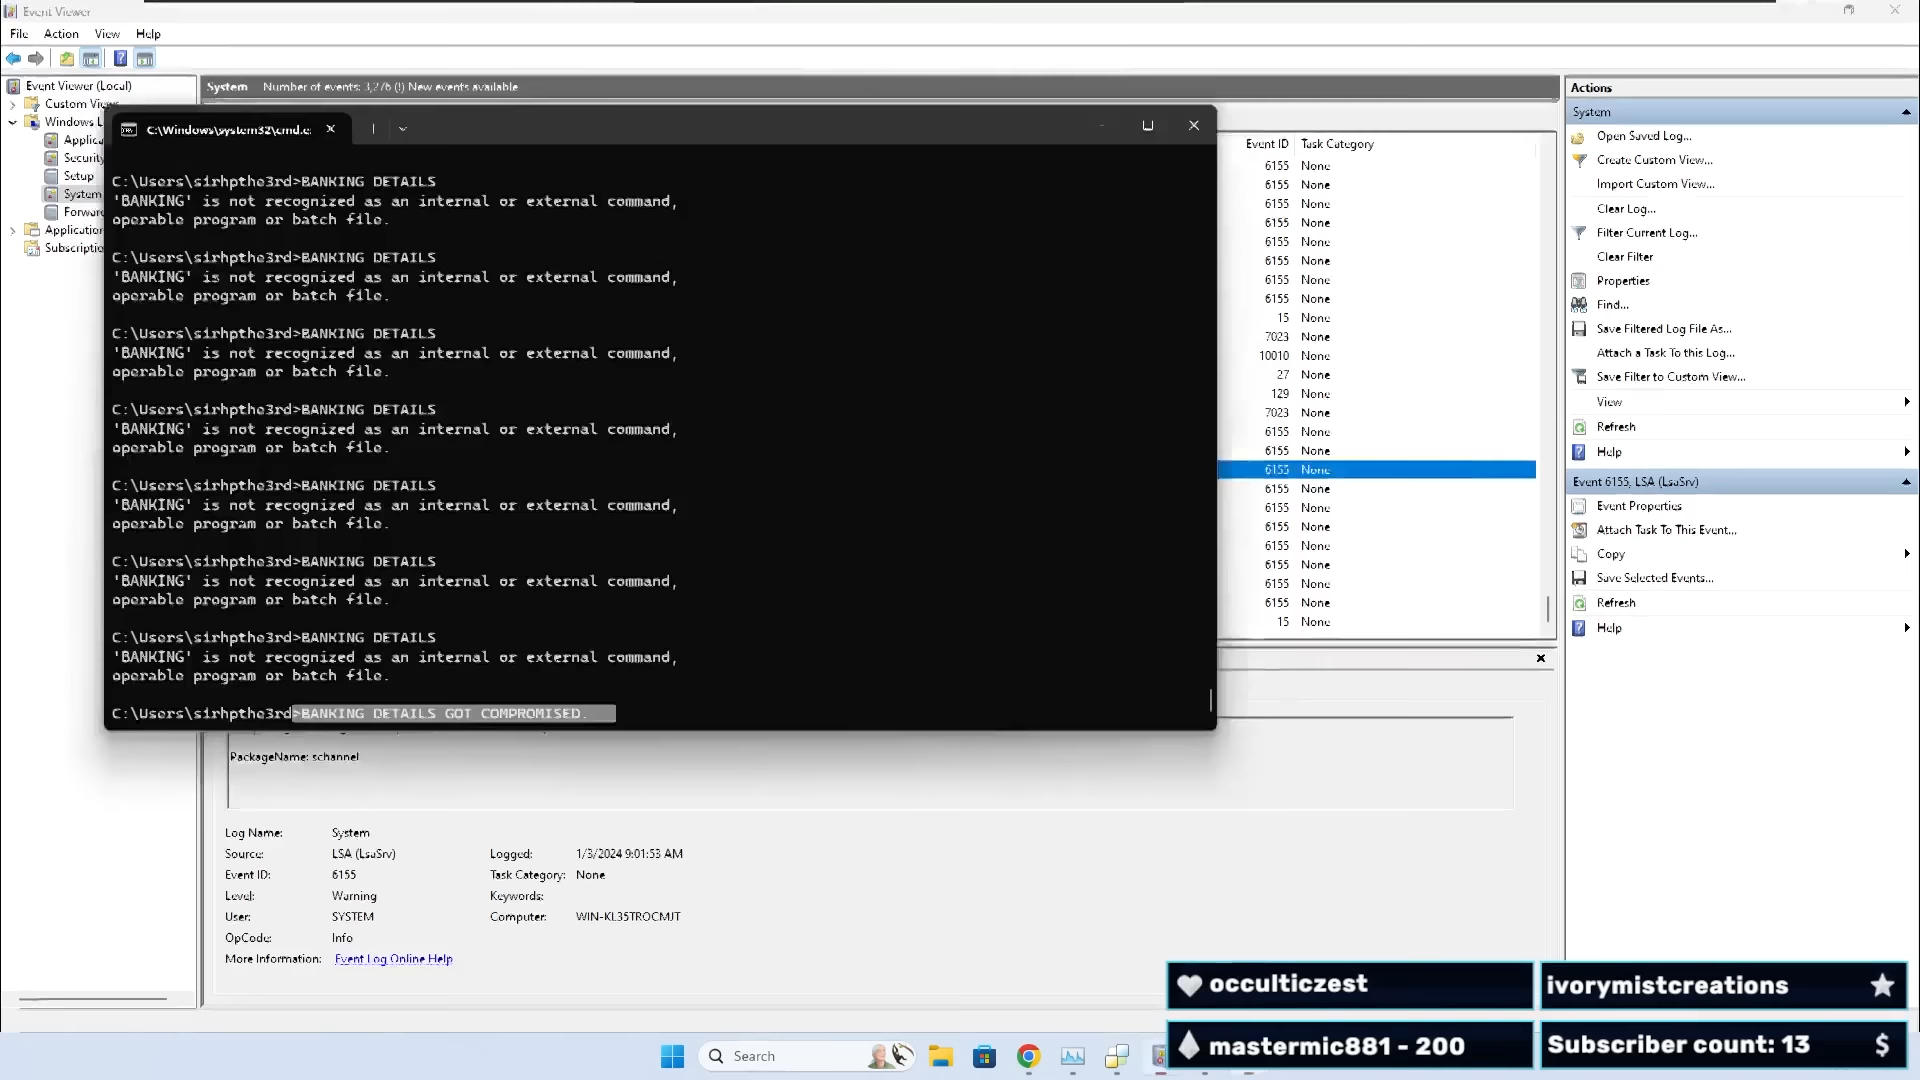 Event Viewer
File Action View Help
Event Viewer (Local)
Custom Views
Windows L
Applica
Security
Setup
System
Forward
Application
Subscriptio
System Number of events: 3,276 (!) New events available
C:\Windows\system32\cmd.e:
C:\Users\sirhpthe3rd>BANKING DETAILS
'BANKING' is not recognized as an internal or external command,
operable program or batch file.
C:\Users\sirhpthe3rd>BANKING DETAILS
'BANKING' is not recognized as an internal or external command,
operable program or batch file.
C:\Users\sirhpthe3rd>BANKING DETAILS
'BANKING' is not recognized as an internal or external command,
operable program or batch file.
C:\Users\sirhpthe3rd>BANKING DETAILS
'BANKING' is not recognized as an internal or external command,
operable program or batch file.
C:\Users\sirhpthe3rd>BANKING DETAILS
'BANKING' is not recognized as an internal or external command,
operable program or batch file.
C:\Users\sirhpthe3rd>BANKING DETAILS
'BANKING' is not recognized as an internal or external command,
operable program or batch file.
C:\Users\sirhpthe3rd>BANKING DETAILS
'BANKING' is not recognized as an internal or external command,
operable program or batch file.
C:\Users\sirhpthe3rd>BANKING DETAILS GOT COMPROMISED.
Event ID Task Category
6155 None
6155 None
6155 None
6155 None
6155 None
6155 None
6155 None
6155 None
15 None
7023 None
10010 None
27 None
129 None
7023 None
6155 None
6155 None
6155 None
6155 None
6155 None
6155 None
6155 None
6155 None
6155 None
6155 None
15 None
PackageName: schannel
Log Name: System
Source: LSA (LsaSrv) Logged: 1/3/2024 9:01:53 AM
Event ID: 6155 Task Category: None
Level: Warning Keywords:
User: SYSTEM Computer: WIN-KL35TROCMJT
OpCode: Info
More Information: Event Log Online Help
Actions
System
Open Saved Log...
Create Custom View...
Import Custom View...
Clear Log...
Filter Current Log...
Clear Filter
Properties
Find...
Save Filtered Log File As...
Attach a Task To this Log...
Save Filter to Custom View...
View
Refresh
Help
Event 6155, LSA (LsaSrv)
Event Properties
Attach Task To This Event...
Copy
Save Selected Events...
Refresh
Help
occulticzest
ivorymistcreations
mastermic881 - 200
Subscriber count: 13 $
Search